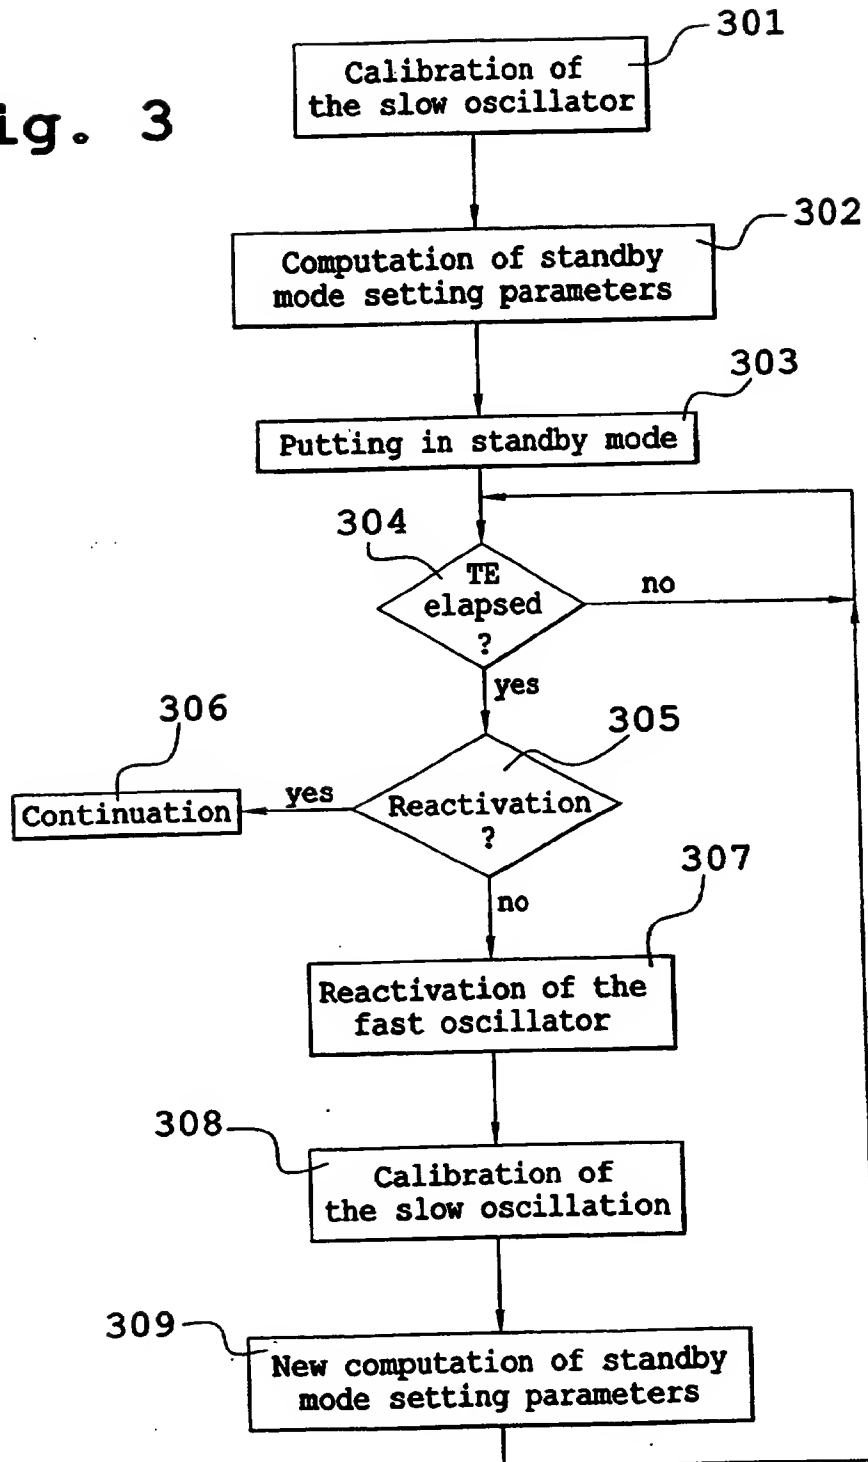 ig. 3
301
Calibration of
the slow oscillator
302
Computation of standby
mode setting parameters
303
Putting in standby mode
304
TE
elapsed
?
no
yes
305
306
Reactivation
?
yes
Continuation
no
307
Reactivation of the
fast oscillator
308
Calibration of
the slow oscillation
309
New computation of standby
mode setting parameters